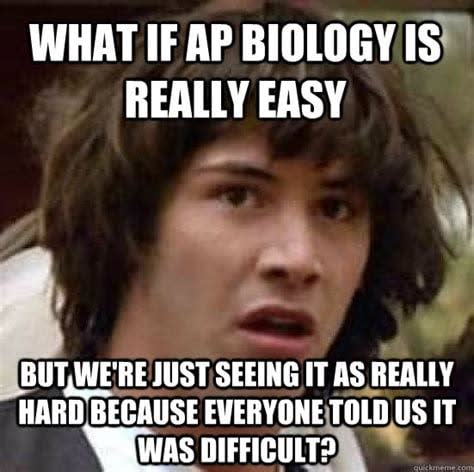 WHAT IF AP BIOLOGY IS
REALLY EASY
BUT WE'RE JUST SEEING IT AS REALLY
HARD BECAUSE EVERYONE TOLD US IT
WAS DIFFICULT?
quickmeme.com